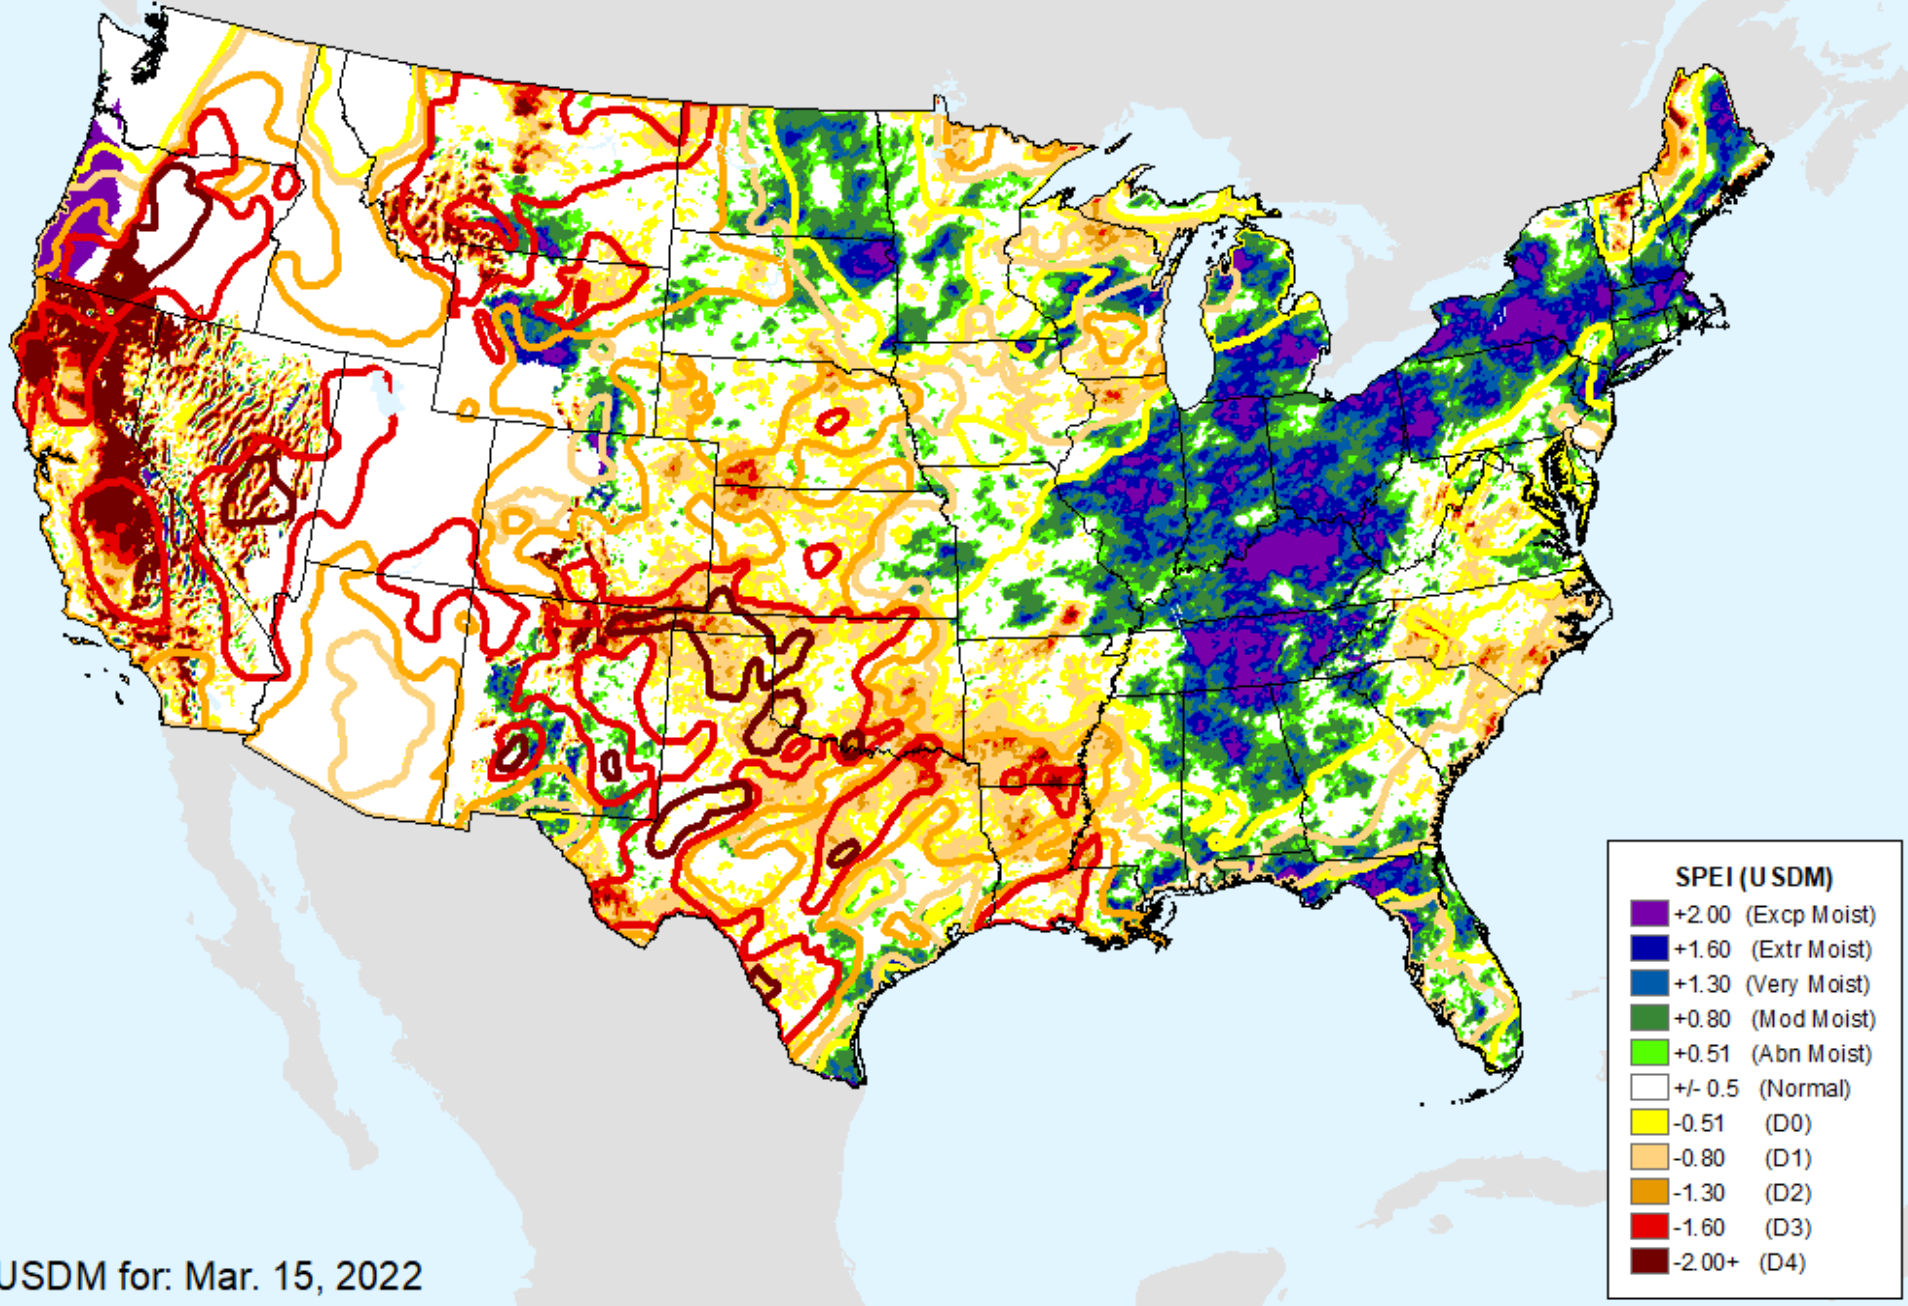 SPEI (USDM)
+2.00 (Excp Moist)
+1.60 (Extr Moist)
+1.30 (Very Moist)
+0.80 (Mod Moist)
+0.51 (Abn Moist)
+/- 0.5 (Normal)
-0.51 (D0)
-0.80 (D1)
-1.30 (D2)
-1.60 (D3)
-2.00+ (D4)
USDM for: Mar. 15, 2022